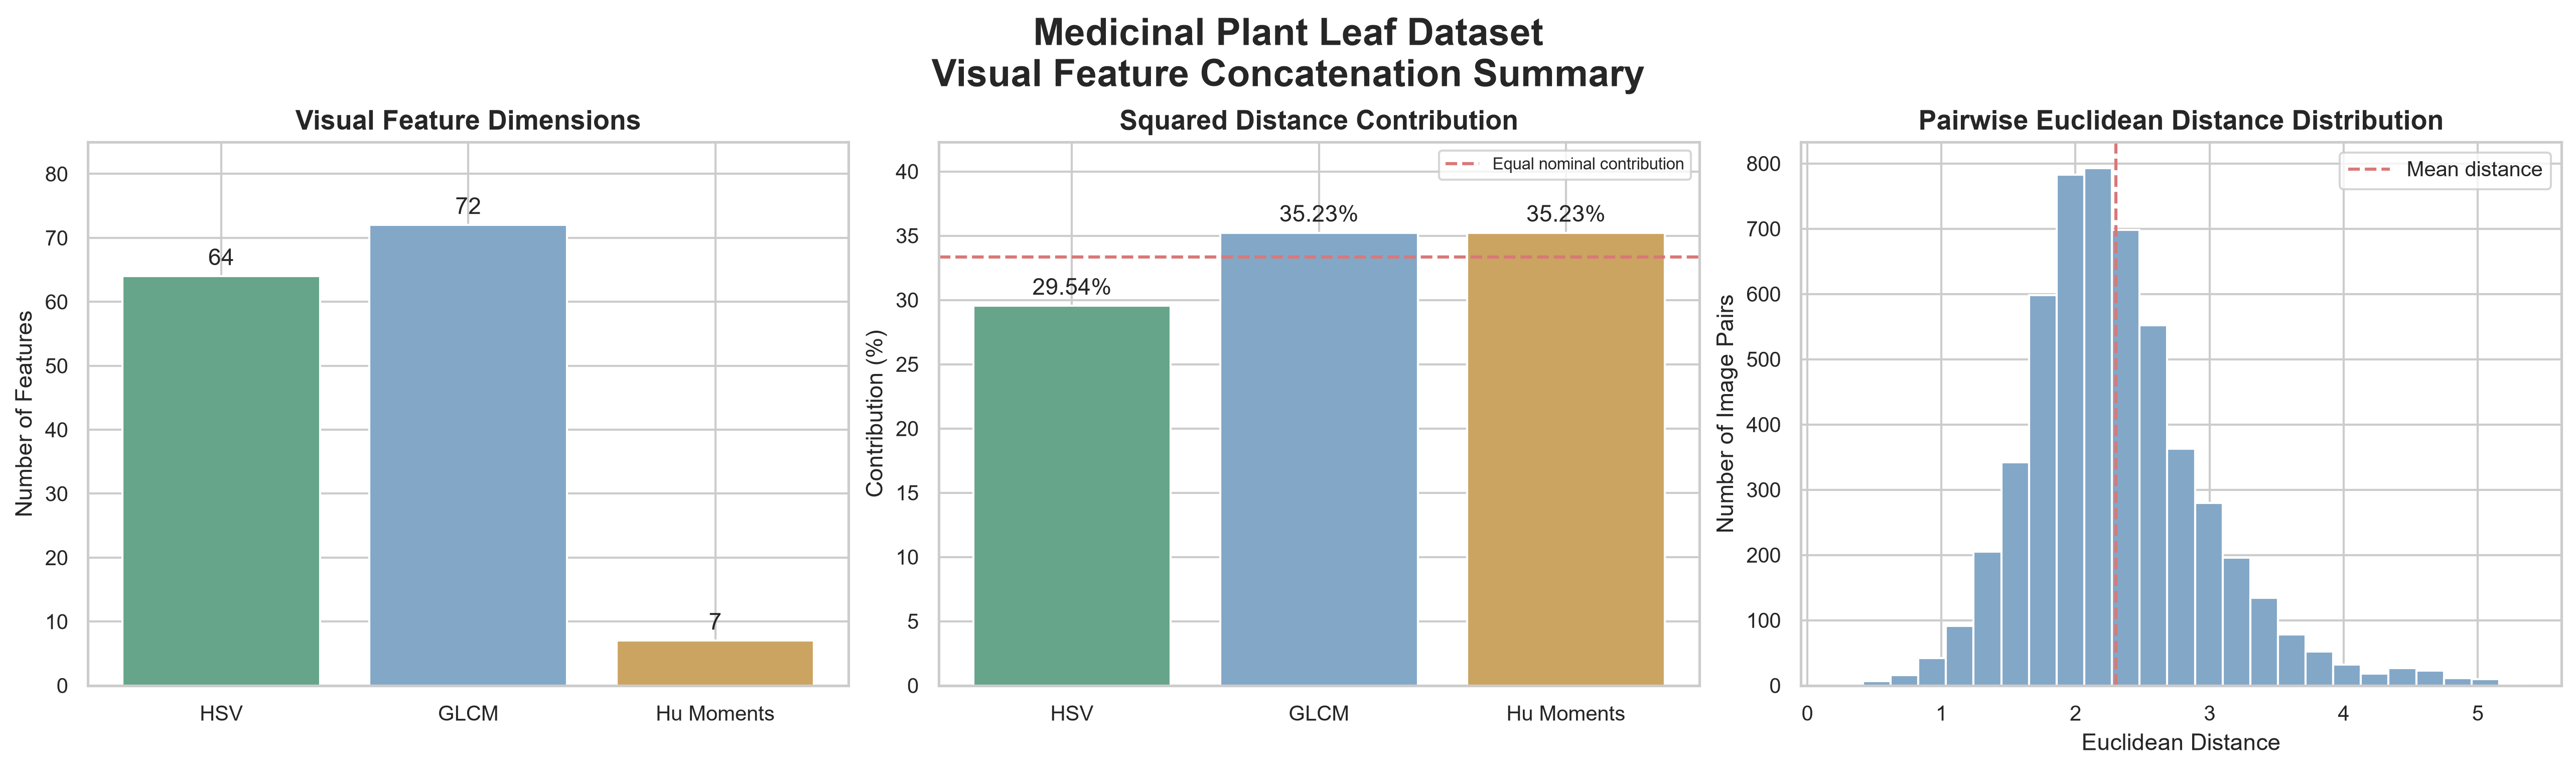 Medicinal Plant Leaf Dataset
Visual Feature Concatenation Summary
Visual Feature Dimensions
Number of Features
80
70
60
50
40
30
20
10
0
64
72
7
HSV
GLCM
Hu Moments
Squared Distance Contribution
Contribution (%)
40
35
30
25
20
15
10
5
0
Equal nominal contribution
29.54%
35.23%
35.23%
HSV
GLCM
Hu Moments
Pairwise Euclidean Distance Distribution
Number of Image Pairs
800
700
600
500
400
300
200
100
0
Mean distance
0
1
2
3
4
5
Euclidean Distance